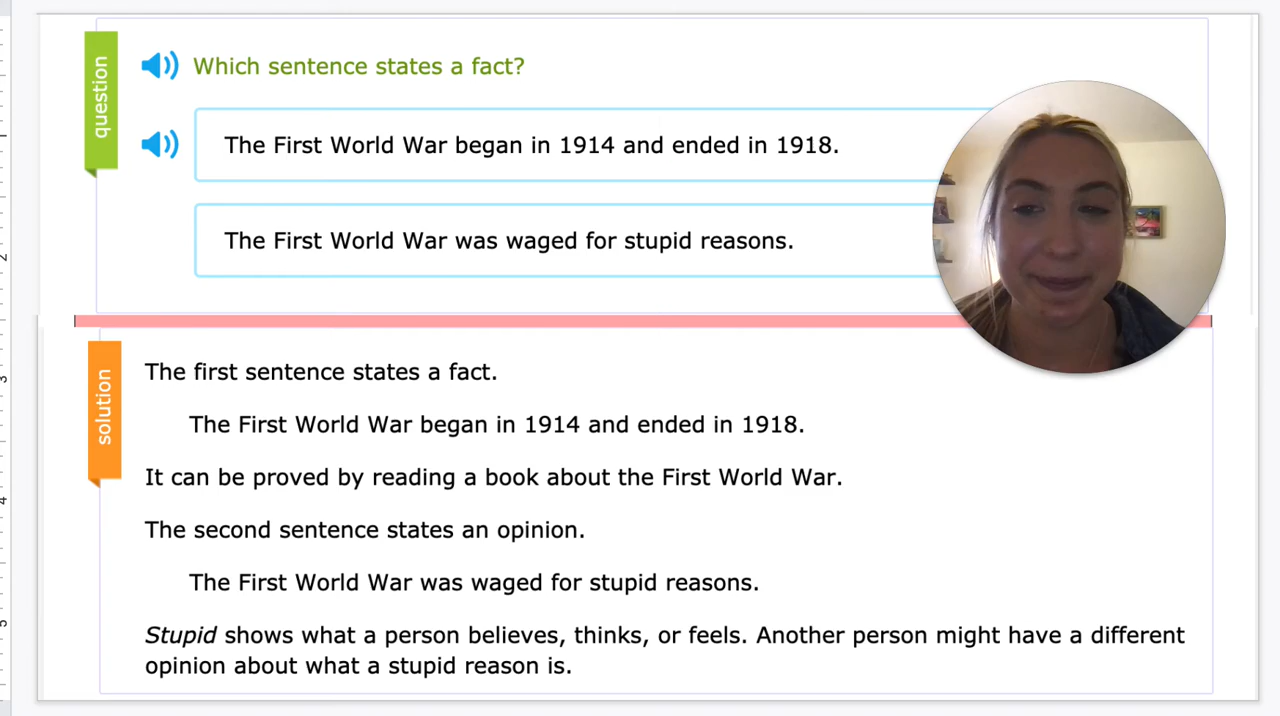 question
Which sentence states a fact?
The First World War began in 1914 and ended in 1918.
The First World War was waged for stupid reasons.
solution
The first sentence states a fact.
The First World War began in 1914 and ended in 1918.
It can be proved by reading a book about the First World War.
The second sentence states an opinion.
The First World War was waged for stupid reasons.
Stupid shows what a person believes, thinks, or feels. Another person might have a different
opinion about what a stupid reason is.
2
3
4
5